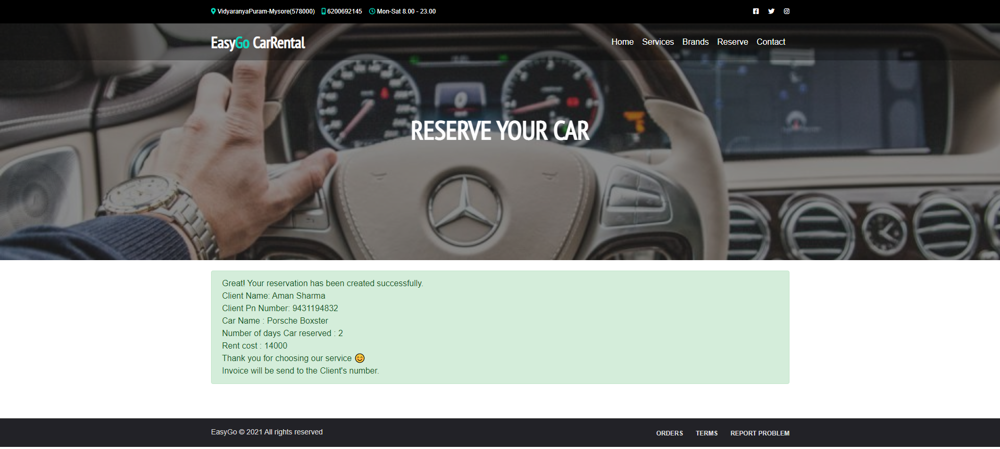 VidyaranyaPuram-Mysore(578000) 6200692145 Mon-Sat 8.00 - 23.00
EasyGo CarRental
Home Services Brands Reserve Contact
RESERVE YOUR CAR
Great! Your reservation has been created successfully.
Client Name: Aman Sharma
Client Pn Number: 9431194832
Car Name : Porsche Boxster
Number of days Car reserved : 2
Rent cost : 14000
Thank you for choosing our service 😊
Invoice will be send to the Client's number.
EasyGo © 2021 All rights reserved
ORDERS TERMS REPORT PROBLEM